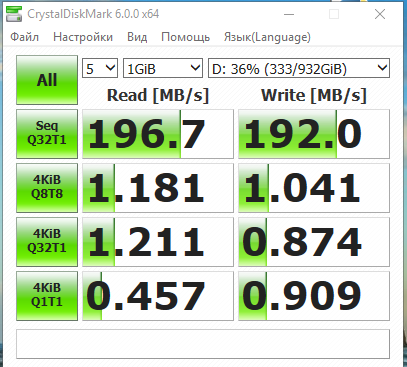 CrystalDiskMark 6.0.0 x64
Файл Настройки Вид Помощь Язык(Language)
All 5 1GiB D: 36% (333/932GiB)
Read [MB/s] Write [MB/s]
Seq Q32T1 196.7 192.0
4KiB Q8T8 1.181 1.041
4KiB Q32T1 1.211 0.874
4KiB Q1T1 0.457 0.909